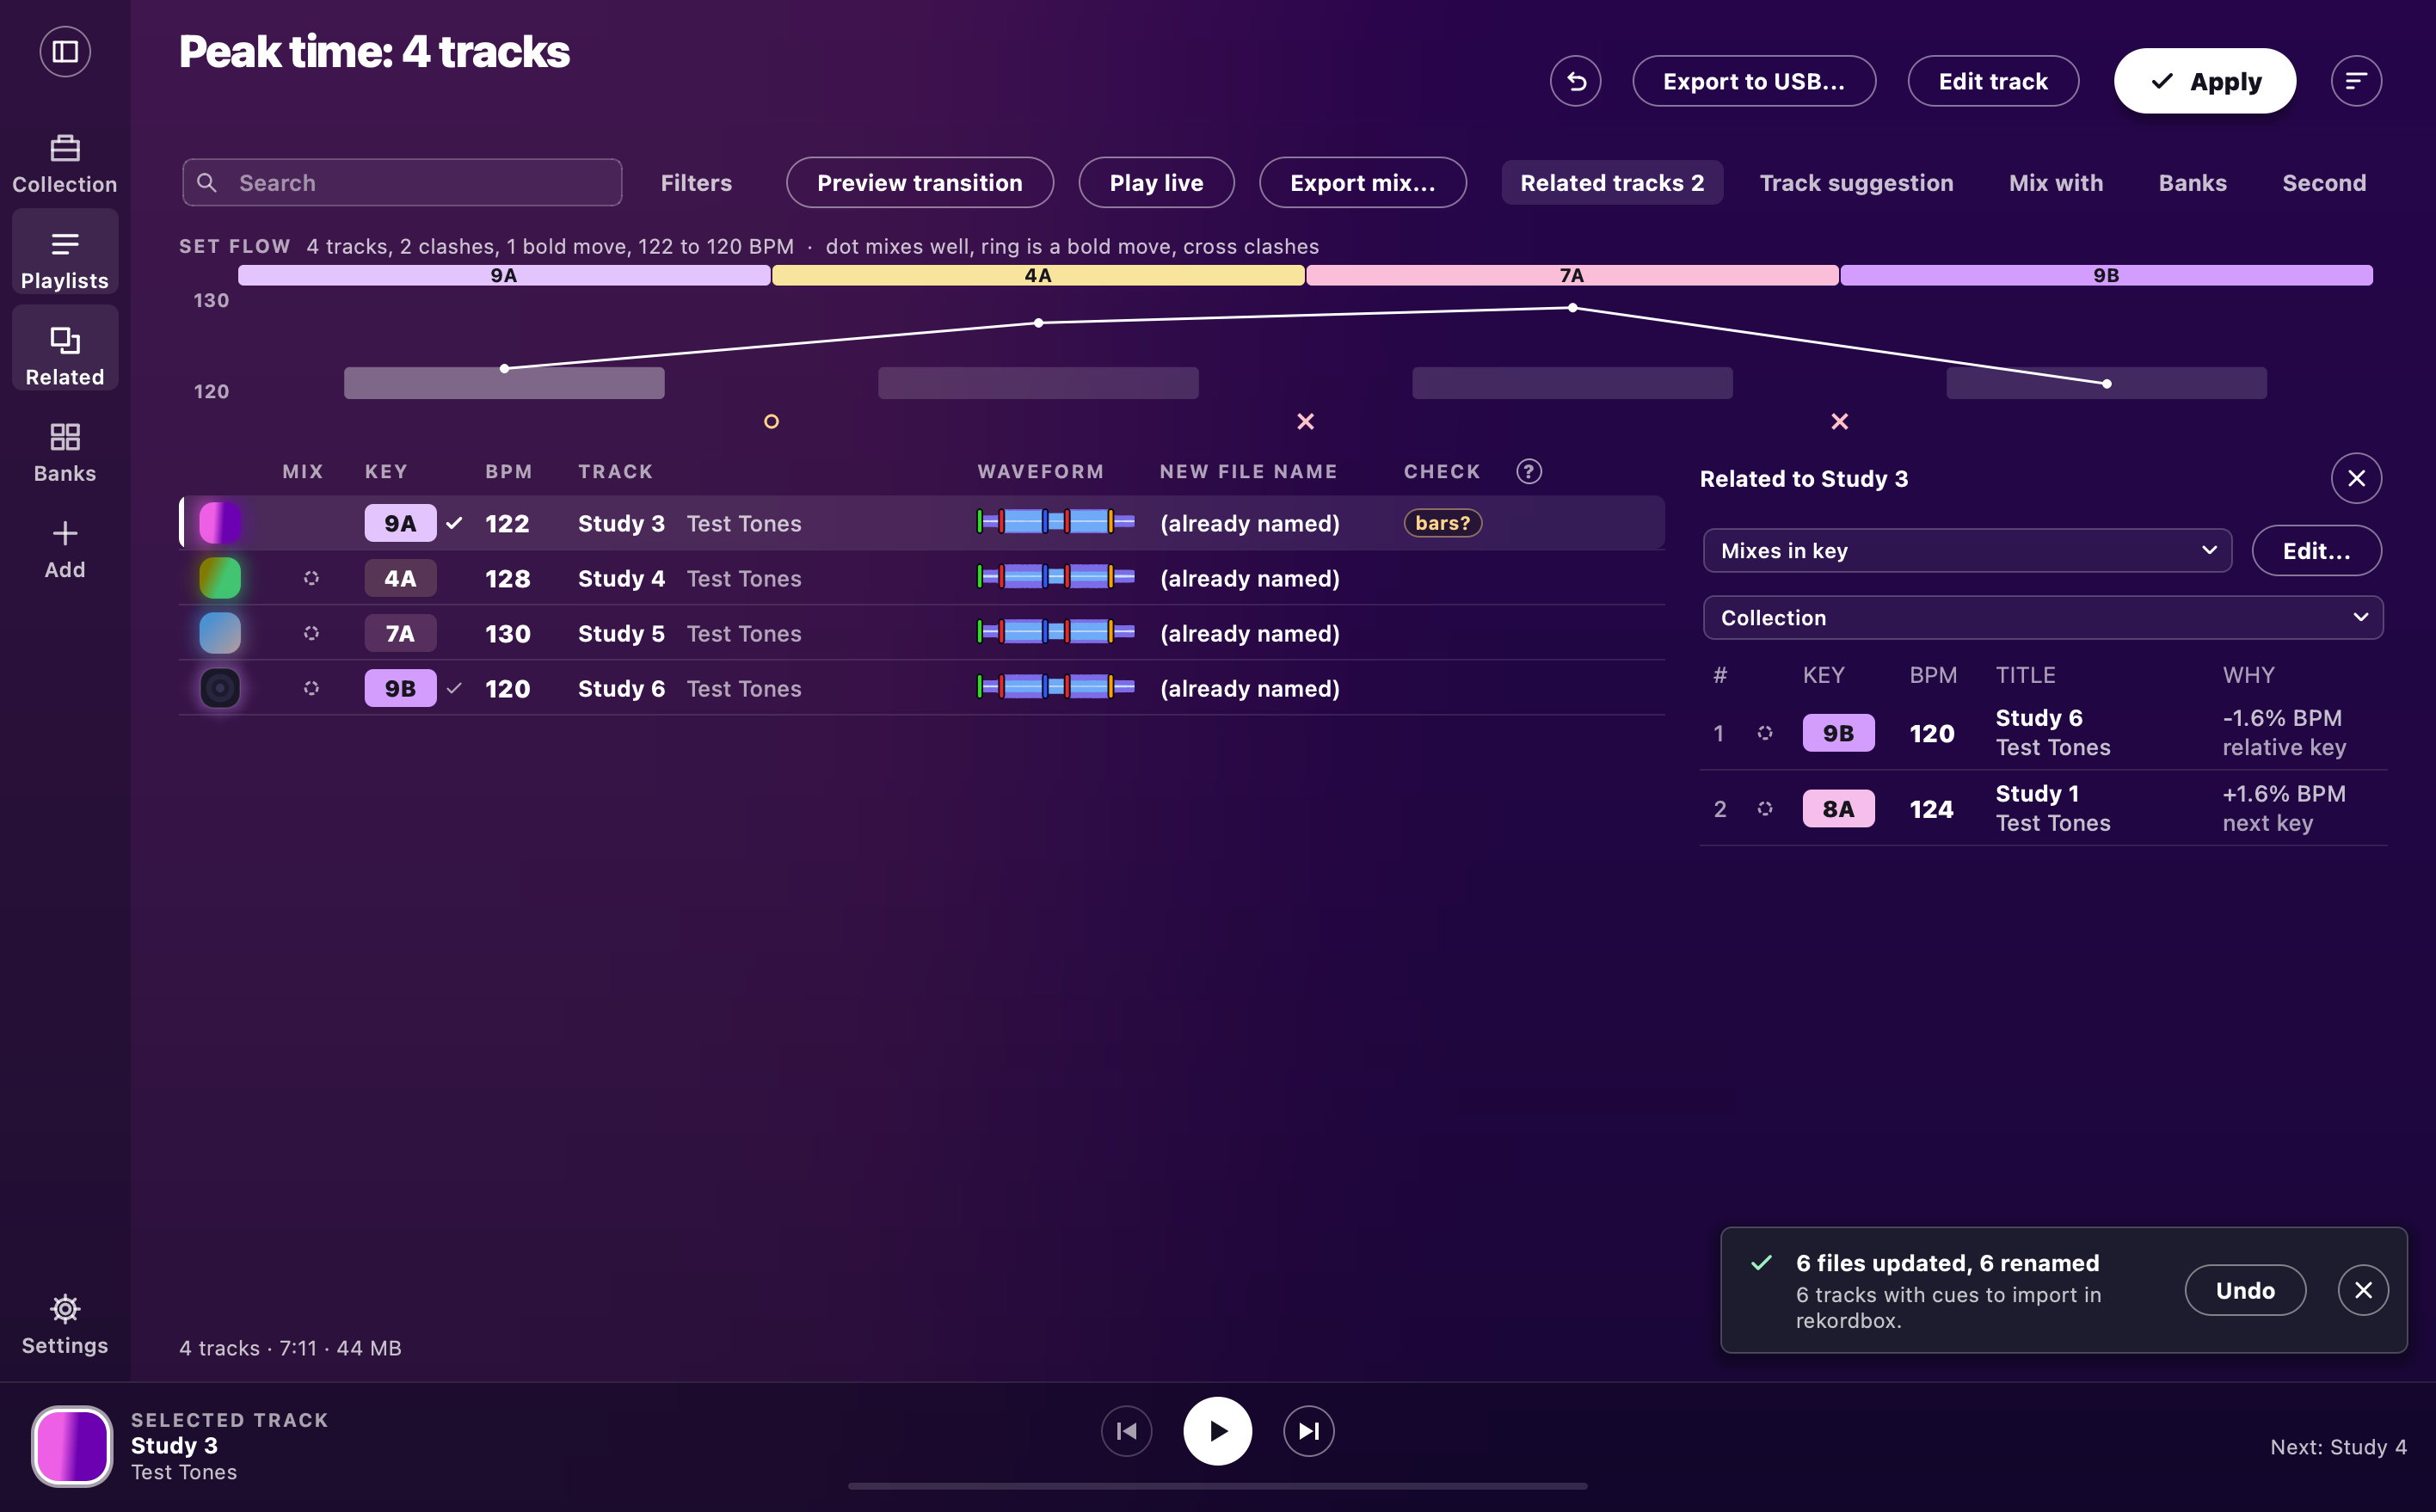 Peak time: 4 tracks
Export to USB...
Edit track
Apply
Collection
Playlists
Related
Banks
Add
Settings
Search
Filters
Preview transition
Play live
Export mix...
Related tracks 2
Track suggestion
Mix with
Banks
Second
SET FLOW 4 tracks, 2 clashes, 1 bold move, 122 to 120 BPM · dot mixes well, ring is a bold move, cross clashes
9A 4A 7A 9B
130
120
MIX KEY BPM TRACK WAVEFORM NEW FILE NAME CHECK ?
9A 122 Study 3 Test Tones (already named) bars?
4A 128 Study 4 Test Tones (already named)
7A 130 Study 5 Test Tones (already named)
9B 120 Study 6 Test Tones (already named)
Related to Study 3
Mixes in key
Edit...
Collection
# KEY BPM TITLE WHY
1 9B 120 Study 6 -1.6% BPM
Test Tones relative key
2 8A 124 Study 1 +1.6% BPM
Test Tones next key
6 files updated, 6 renamed
6 tracks with cues to import in
rekordbox.
Undo
4 tracks · 7:11 · 44 MB
SELECTED TRACK
Study 3
Test Tones
Next: Study 4